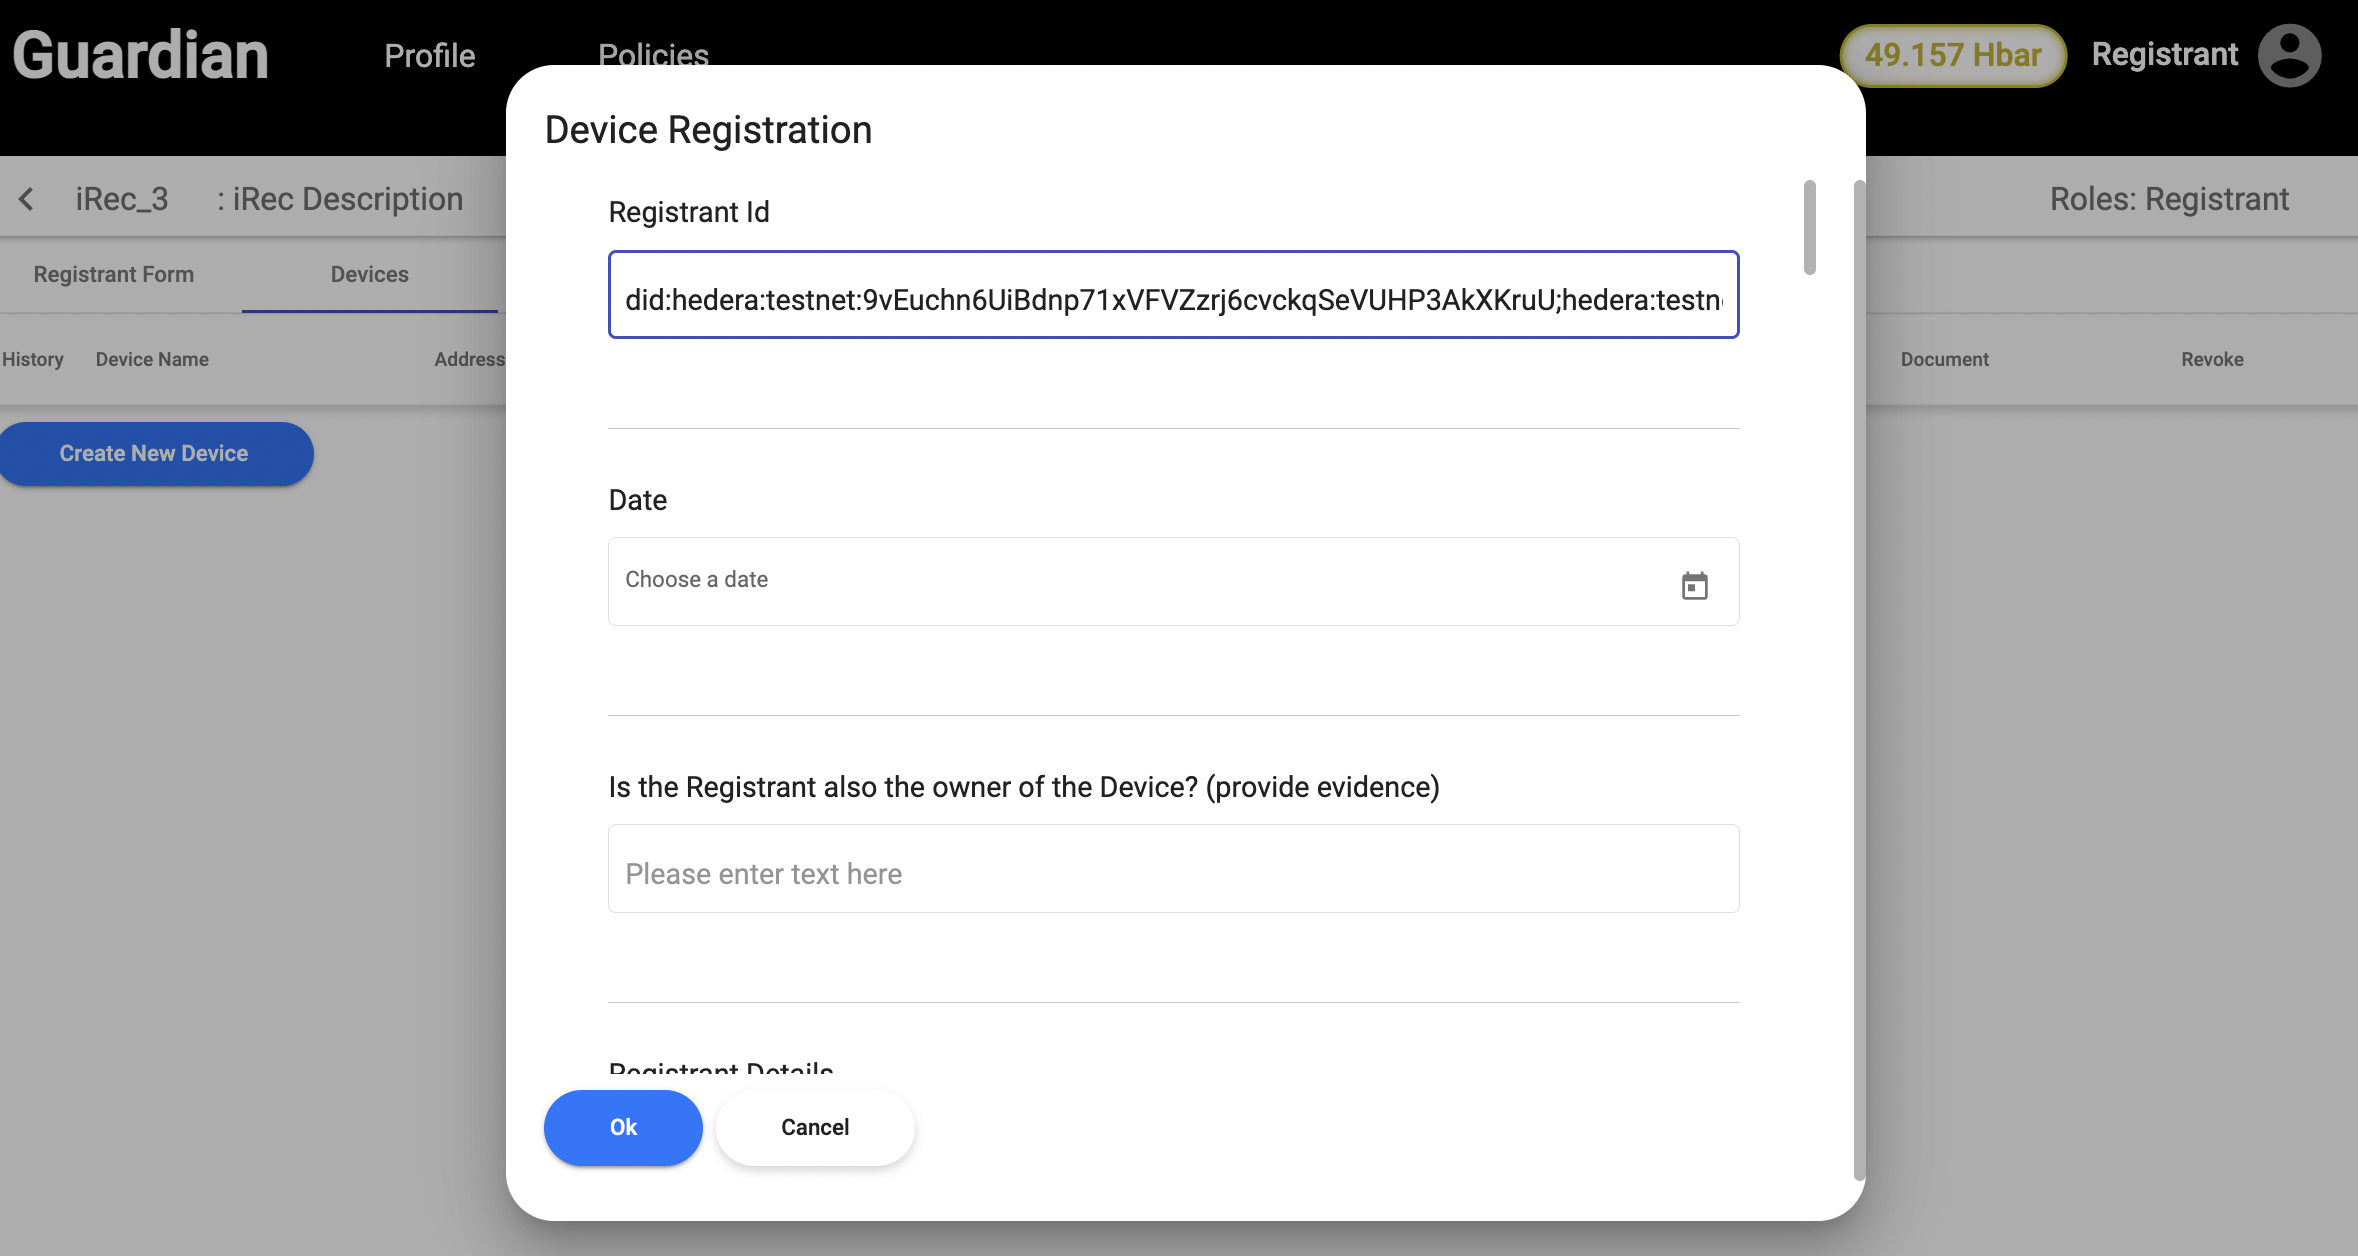 Guardian
Profile
Policies
49.157 Hbar
Registrant
iRec_3
: iRec Description
Roles: Registrant
Registrant Form
Devices
History
Device Name
Address
Document
Revoke
Create New Device
Device Registration
Registrant Id
did:hedera:testnet:9vEuchn6UiBdnp71xVFVZzrj6cvckqSeVUHP3AkXKruU;hedera:testn
Date
Choose a date
Is the Registrant also the owner of the Device? (provide evidence)
Please enter text here
Registrant Details
Ok
Cancel